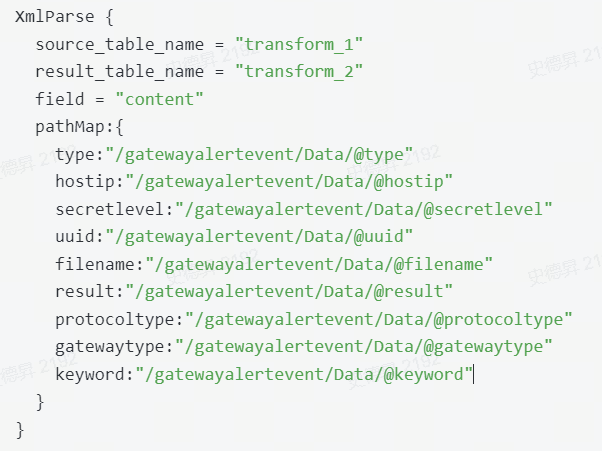 XmlParse {
source_table_name = "transform_1"
result_table_name = "transform_2"
field = "content"
pathMap:{
type:"/gatewayalertevent/Data/@type"
hostip:"/gatewayalertevent/Data/@hostip"
secretlevel:"/gatewayalertevent/Data/@secretlevel"
uuid:"/gatewayalertevent/Data/@uuid"
filename:"/gatewayalertevent/Data/@filename"
result:"/gatewayalertevent/Data/@result"
protocoltype:"/gatewayalertevent/Data/@protocoltype"
gatewaytype:"/gatewayalertevent/Data/@gatewaytype"
keyword:"/gatewayalertevent/Data/@keyword"
}
}